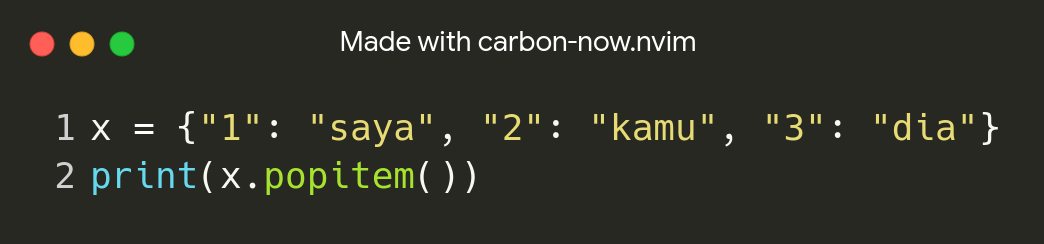 Made with carbon-now.nvim
1 x = {"1": "saya", "2": "kamu", "3": "dia"}
2 print(x.popitem())